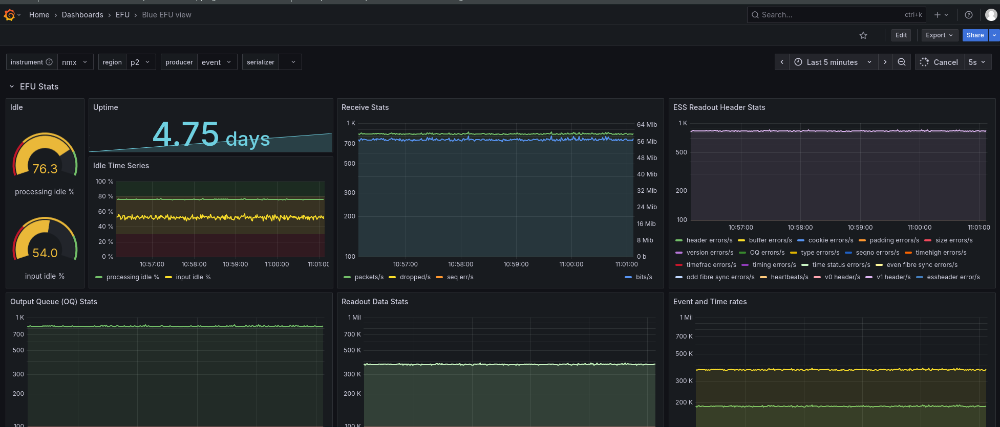 Home › Dashboards › EFU › Blue EFU view
Search... ctrl+k
Edit Export Share
instrument nmx region p2 producer event serializer
Last 5 minutes Cancel 5s
EFU Stats
Idle
76.3
processing idle %
54.0
input idle %
Uptime
4.75 days
Idle Time Series
100 %
80 %
60 %
40 %
20 %
0 %
10:57:00 10:58:00 10:59:00 11:00:00 11:01:00
processing idle % input idle %
Receive Stats
1 K 64 Mib
700 56 Mib
48 Mib
500
40 Mib
300 32 Mib
24 Mib
200
16 Mib
8 Mib
100 0 b
10:57:00 10:58:00 10:59:00 11:00:00 11:01:00
packets/s dropped/s seq err/s bits/s
ESS Readout Header Stats
1 K
500
200
100
10:57:00 10:58:00 10:59:00 11:00:00 11:01:00
header errors/s buffer errors/s cookie errors/s padding errors/s size errors/s
version errors/s OQ errors/s type errors/s seqno errors/s timehigh errors/s
timefrac errors/s timing errors/s time status errors/s even fibre sync errors/s
odd fibre sync errors/s heartbeats/s v0 header/s v1 header/s essheader error/s
Output Queue (OQ) Stats
1 K
700
500
300
200
100
Readout Data Stats
1 Mil
700 K
500 K
300 K
200 K
100 K
Event and Time rates
1 Mil
700 K
500 K
300 K
200 K